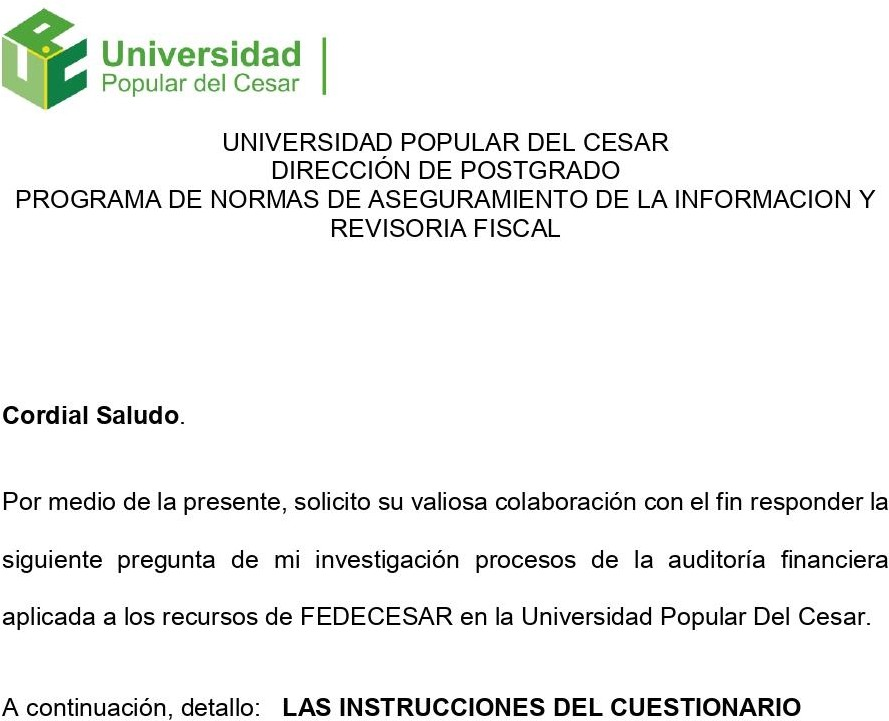 UPC
Universidad
Popular del Cesar
UNIVERSIDAD POPULAR DEL CESAR
DIRECCIÓN DE POSTGRADO
PROGRAMA DE NORMAS DE ASEGURAMIENTO DE LA INFORMACION Y
REVISORIA FISCAL
Cordial Saludo.
Por medio de la presente, solicito su valiosa colaboración con el fin responder la
siguiente pregunta de mi investigación procesos de la auditoría financiera
aplicada a los recursos de FEDECESAR en la Universidad Popular Del Cesar.
A continuación, detallo: LAS INSTRUCCIONES DEL CUESTIONARIO